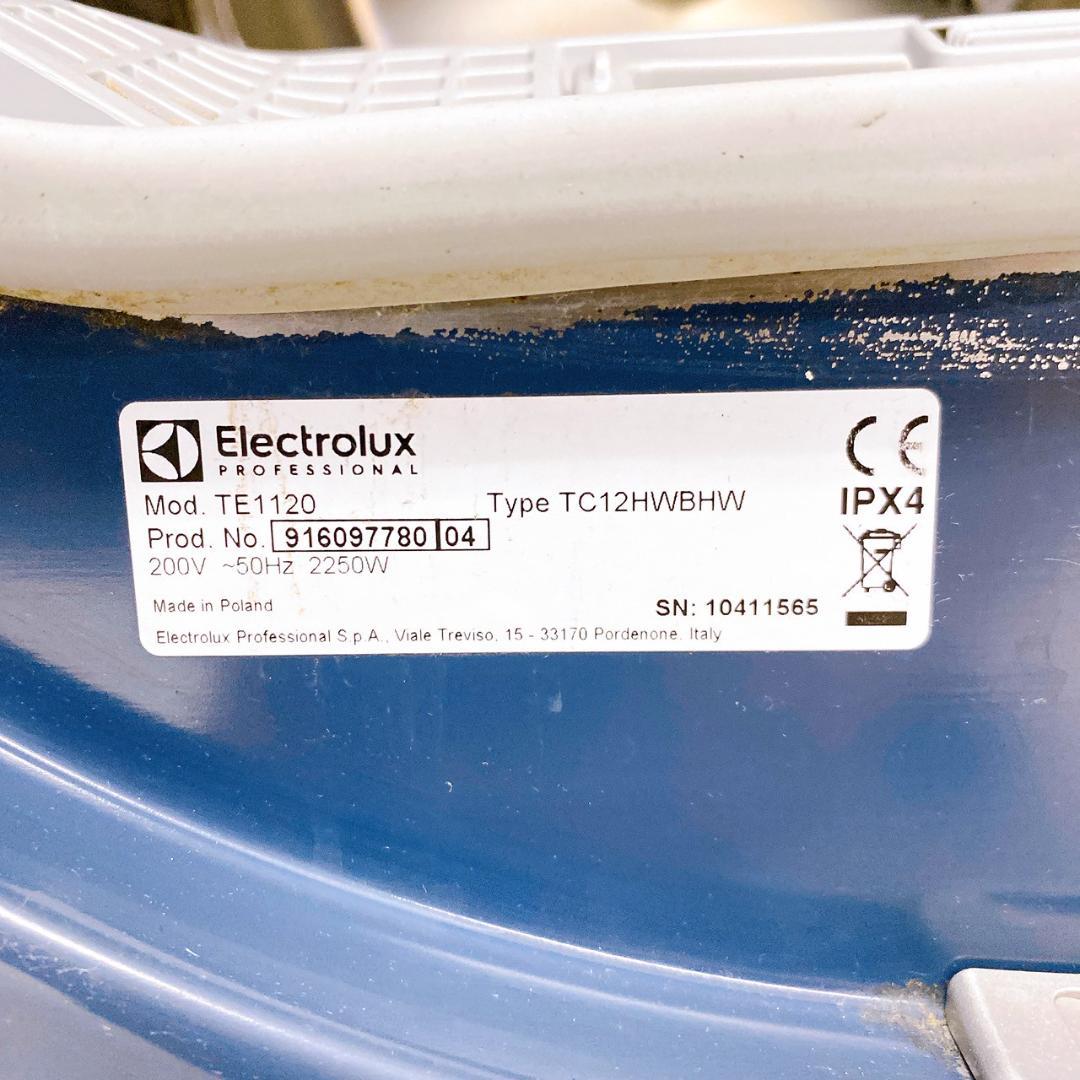 Electrolux
PROFESSIONAL
CE
Mod. TE1120 Type TC12HWBHW IPX4
Prod. No. 916097780 04
200V ~50Hz 2250W
Made in Poland SN: 10411565
Electrolux Professional S.p.A., Viale Treviso, 15 - 33170 Pordenone. Italy